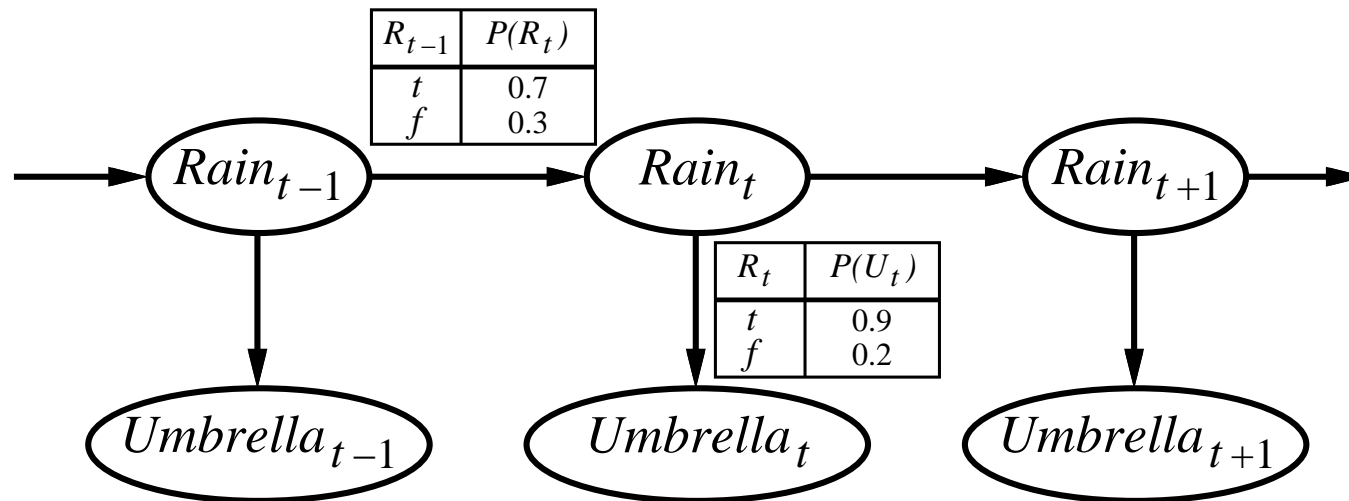 R_{t-1} P(R_t)
t 0.7
f 0.3
Rain_{t-1} Rain_t Rain_{t+1}
R_t P(U_t)
t 0.9
f 0.2
Umbrella_{t-1} Umbrella_t Umbrella_{t+1}